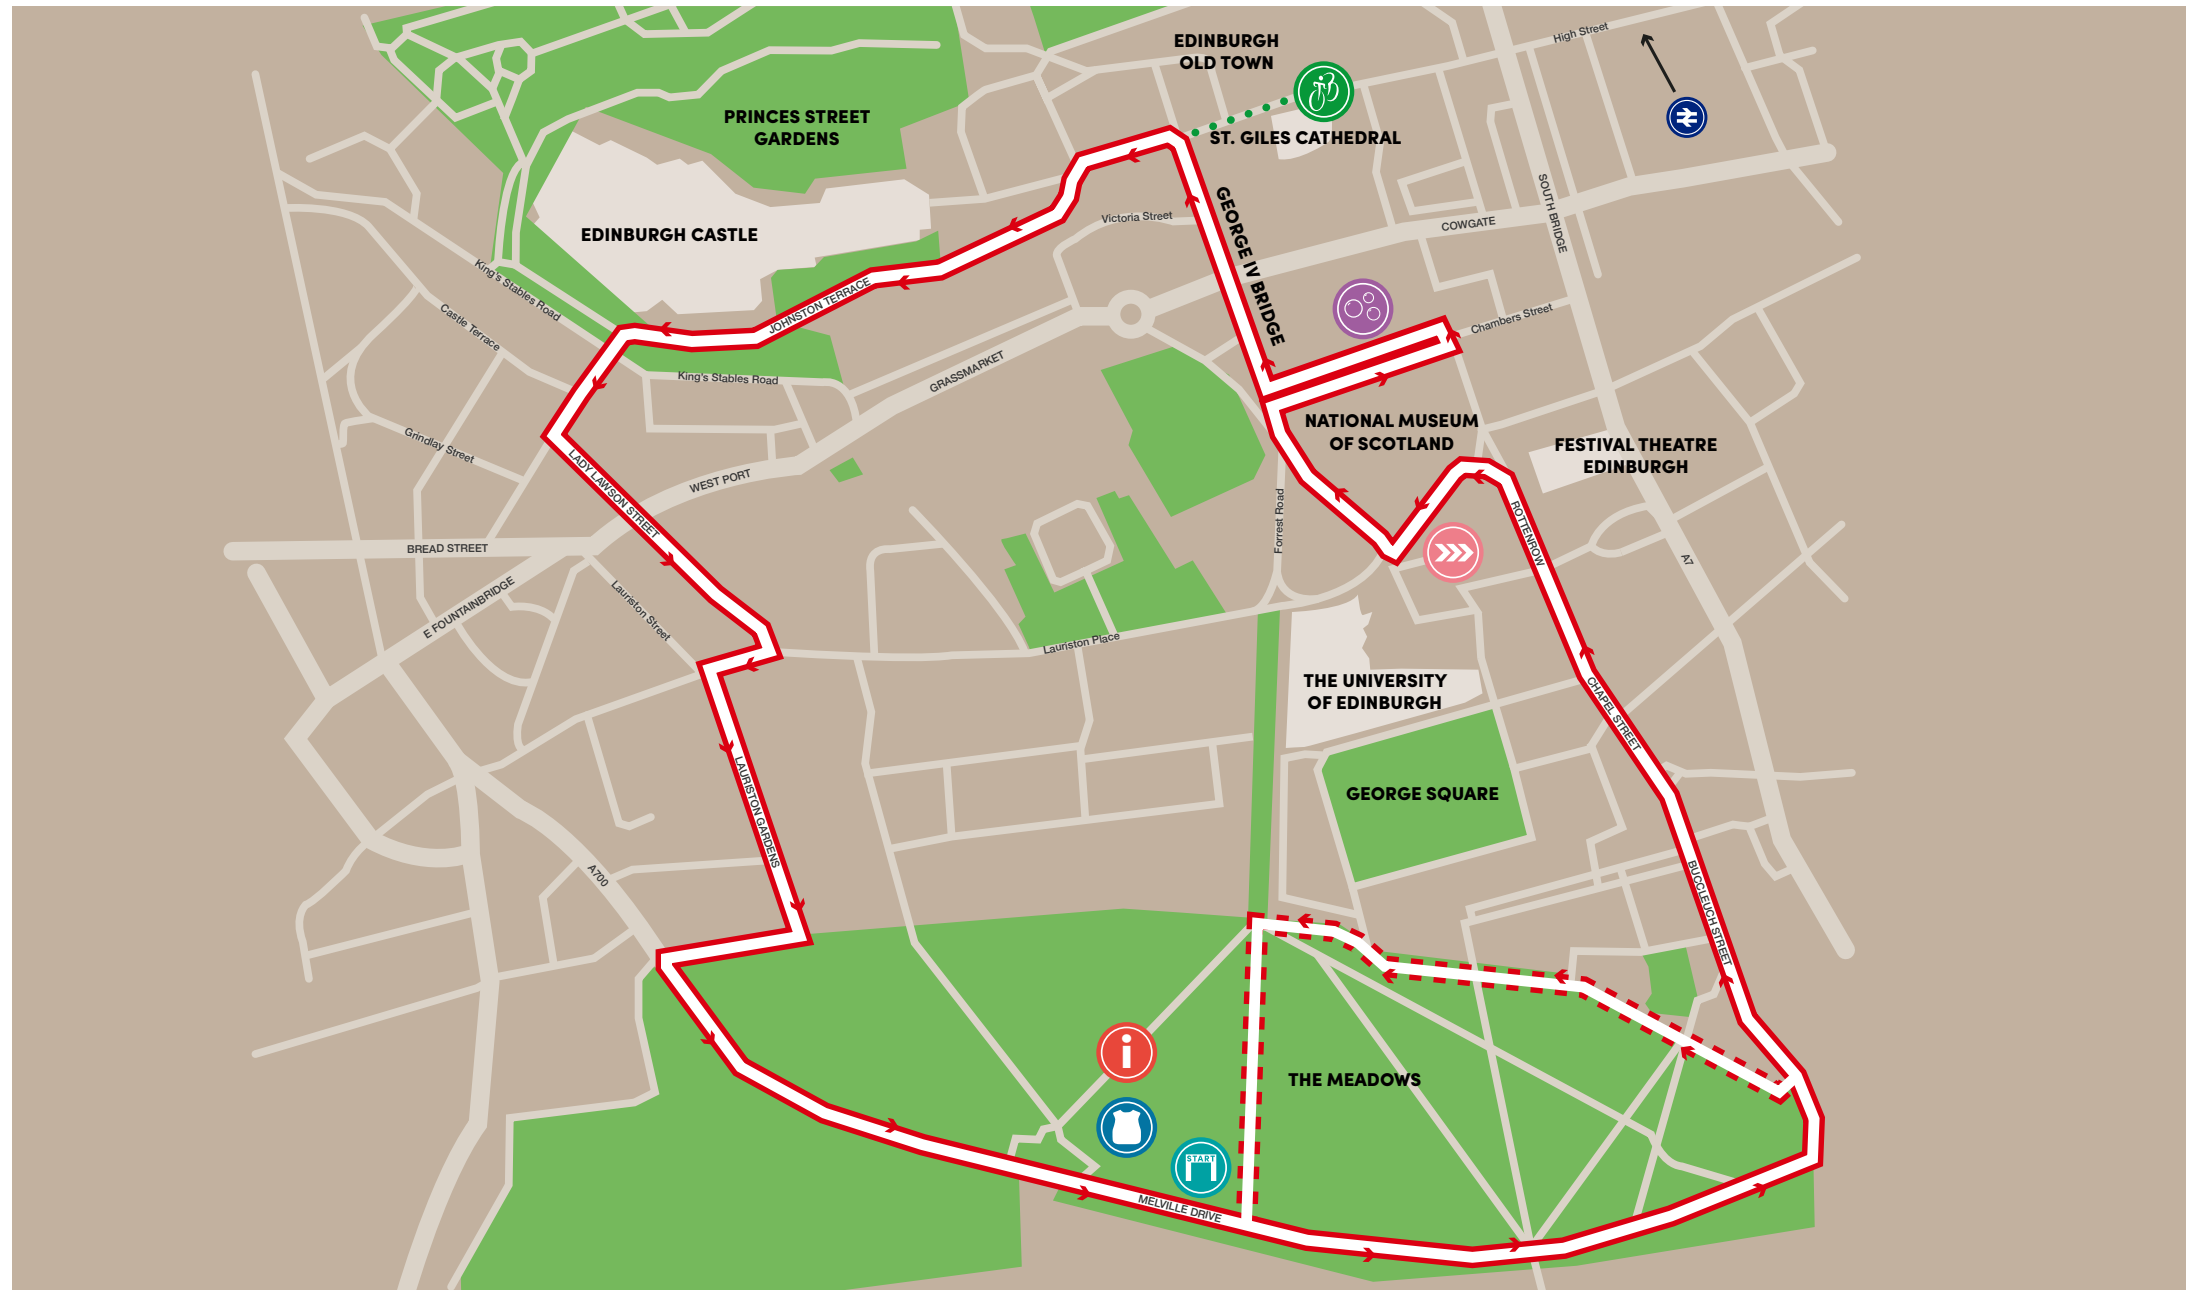 High Street
EDINBURGH
OLD TOWN
PRINCES STREET
GARDENS
ST. GILES CATHEDRAL
EDINBURGH CASTLE
Victoria Street
GEORGE IV BRIDGE
COWGATE
SOUTH BRIDGE
King's Stables Road
Castle Terrace
JOHNSTON TERRACE
Chambers Street
King's Stables Road
GRASSMARKET
NATIONAL MUSEUM
OF SCOTLAND
FESTIVAL THEATRE
EDINBURGH
Grindlay Street
LADY LAWSON STREET
WEST PORT
Forrest Road
ROTTENROW
BREAD STREET
A7
E FOUNTAINBRIDGE
Lauriston Street
Lauriston Place
THE UNIVERSITY
OF EDINBURGH
CHAPEL STREET
LAURISTON GARDENS
GEORGE SQUARE
A700
BUCCLEUCH STREET
i
THE MEADOWS
START
MELVILLE DRIVE